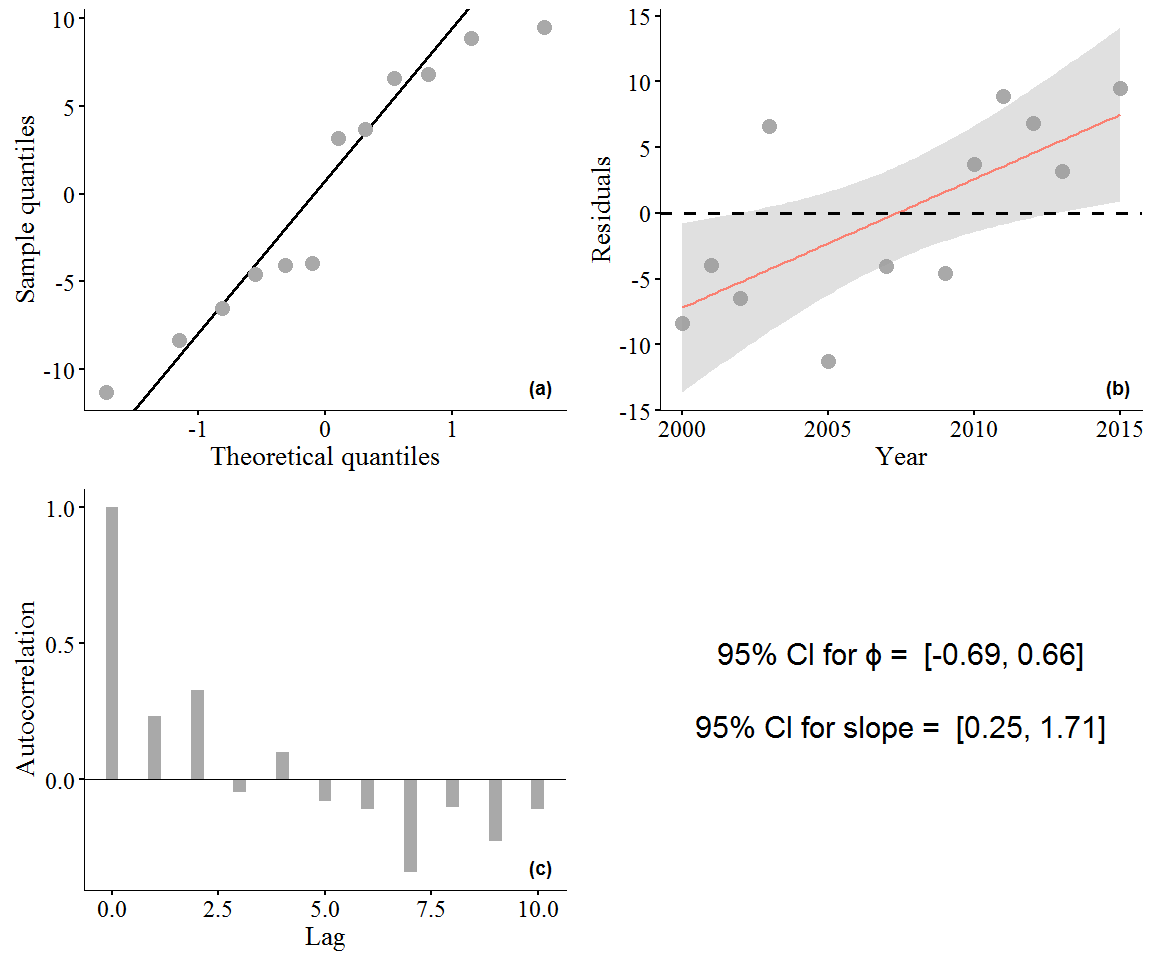 10
5
0
-5
-10
Sample quantiles
-1
0
1
Theoretical quantiles
(a)
15
10
5
0
-5
-10
-15
Residuals
2000
2005
2010
2015
Year
(b)
1.0
0.5
0.0
Autocorrelation
0.0
2.5
5.0
7.5
10.0
Lag
(c)
95% CI for ϕ = [-0.69, 0.66]
95% CI for slope = [0.25, 1.71]